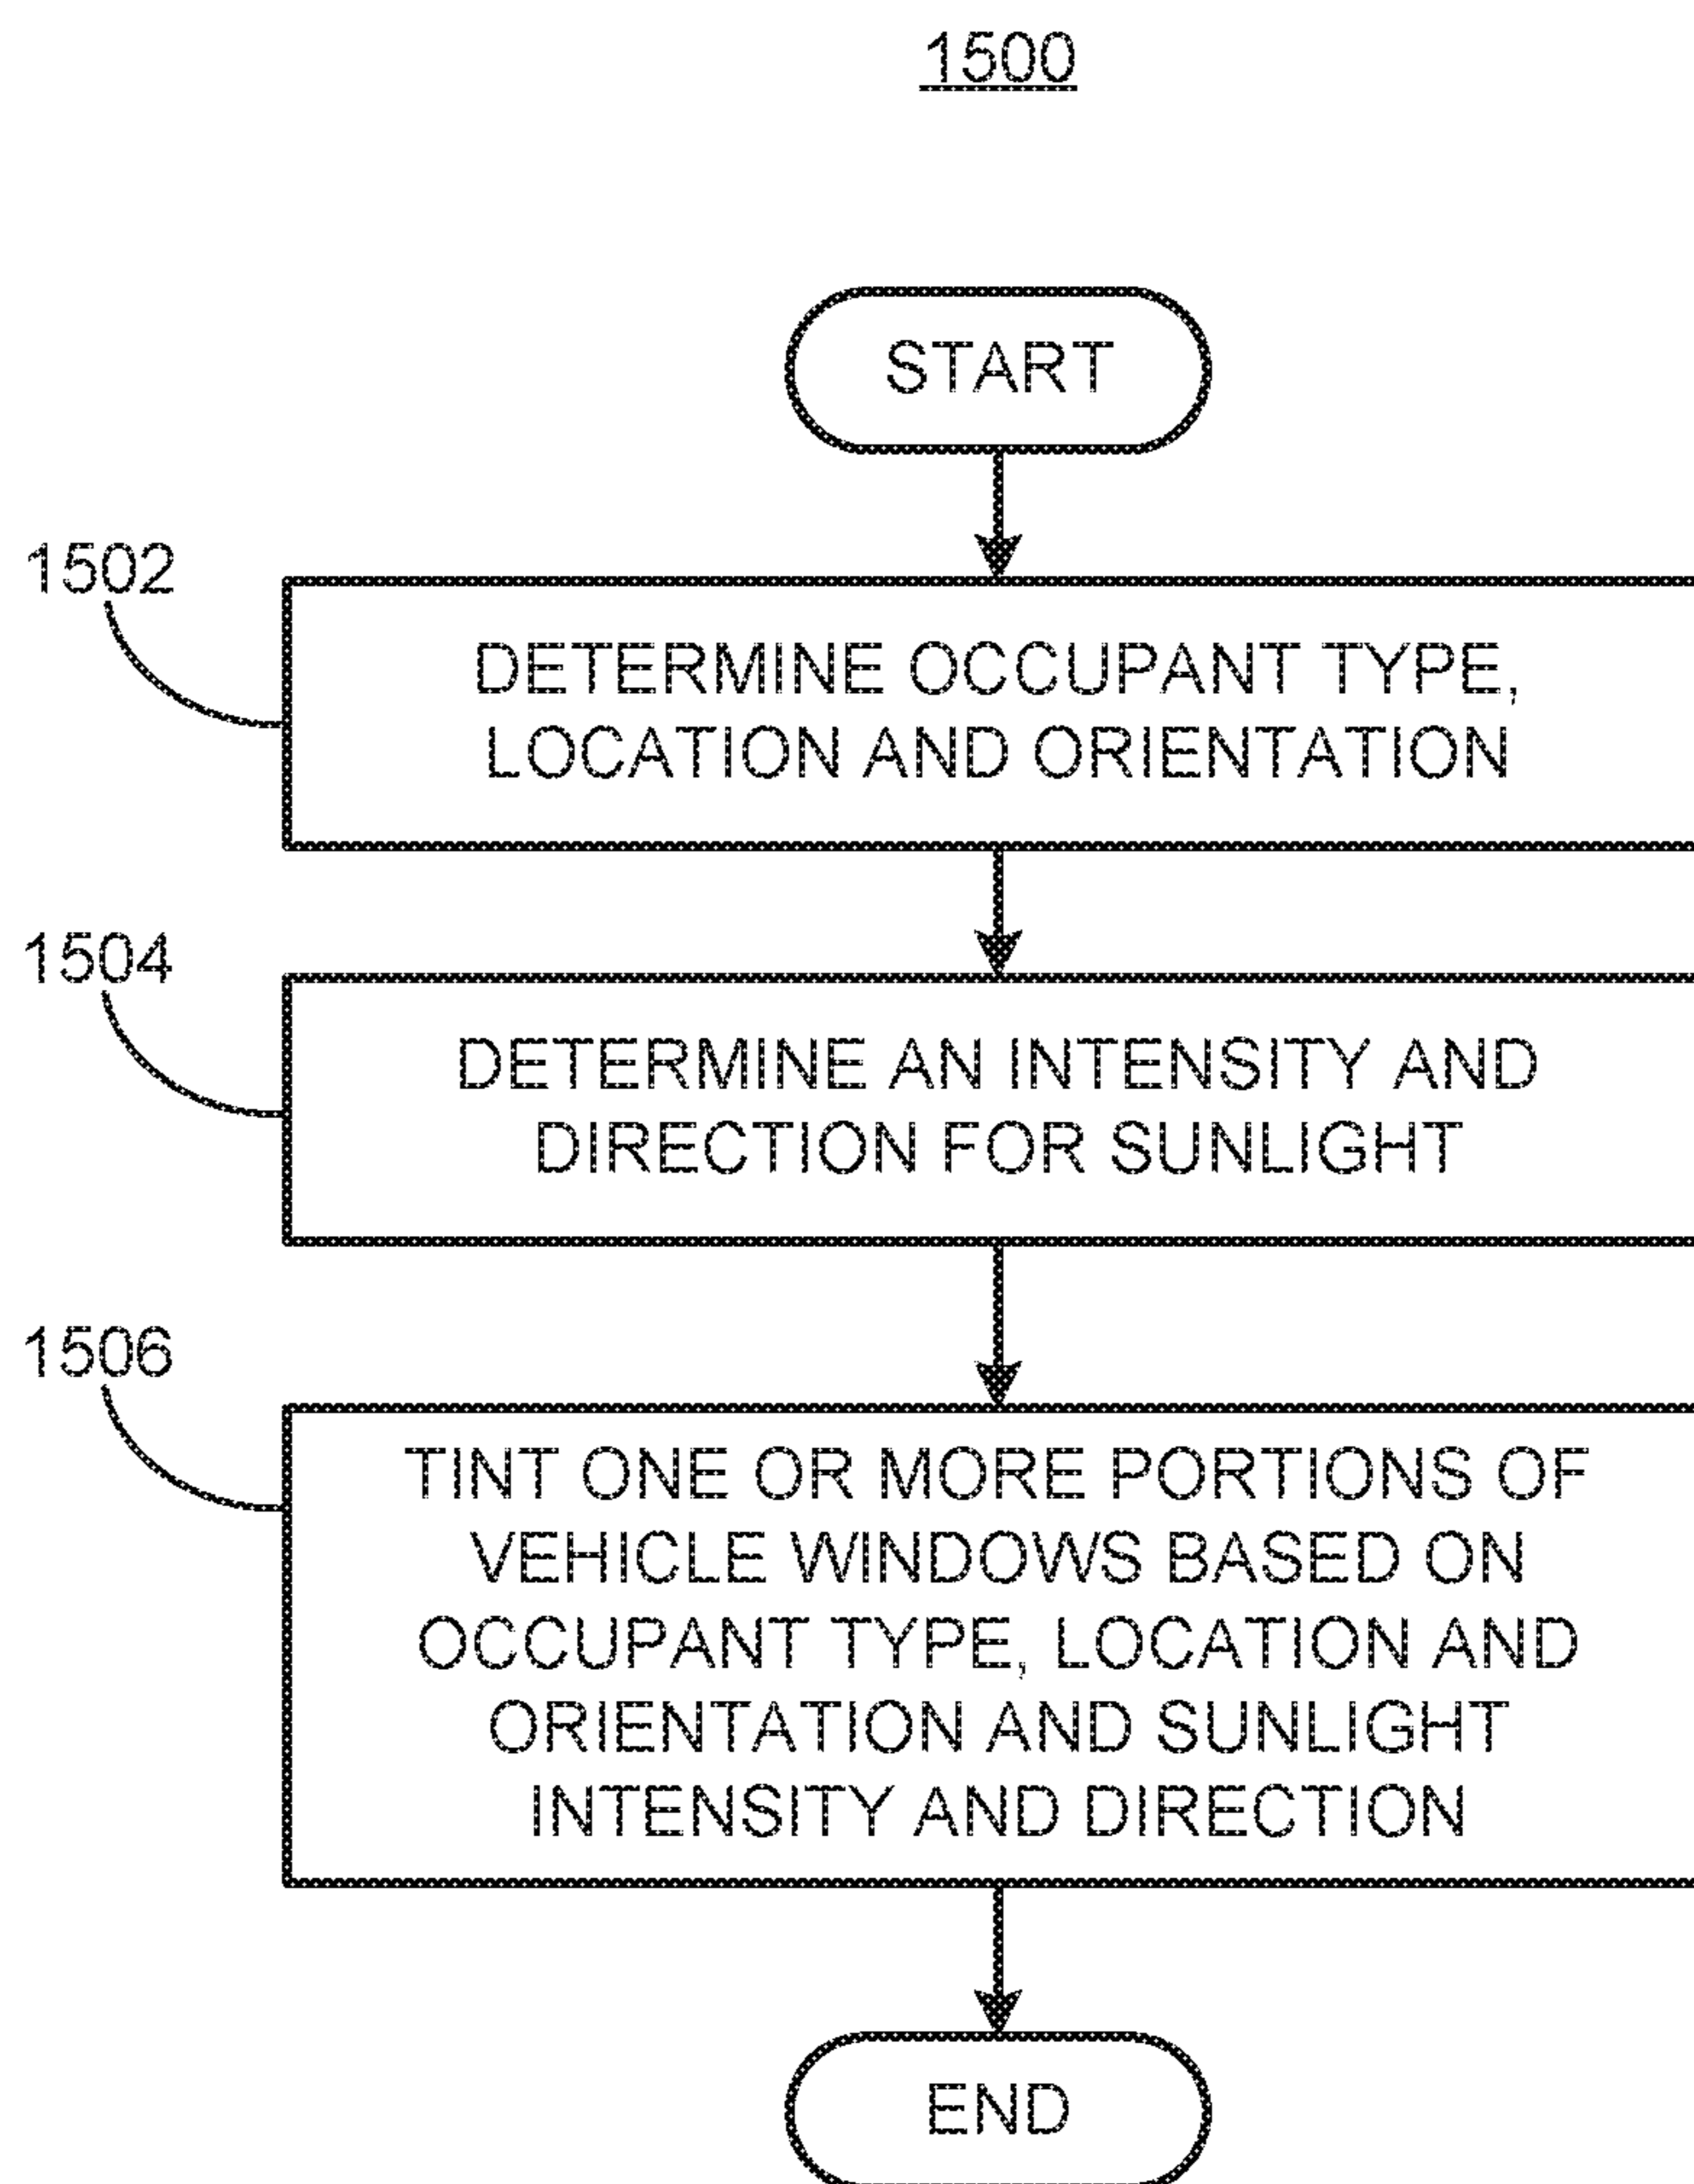 1500
START
1502
DETERMINE OCCUPANT TYPE,
LOCATION AND ORIENTATION
1504
DETERMINE AN INTENSITY AND
DIRECTION FOR SUNLIGHT
1506
TINT ONE OR MORE PORTIONS OF
VEHICLE WINDOWS BASED ON
OCCUPANT TYPE, LOCATION AND
ORIENTATION AND SUNLIGHT
INTENSITY AND DIRECTION
END